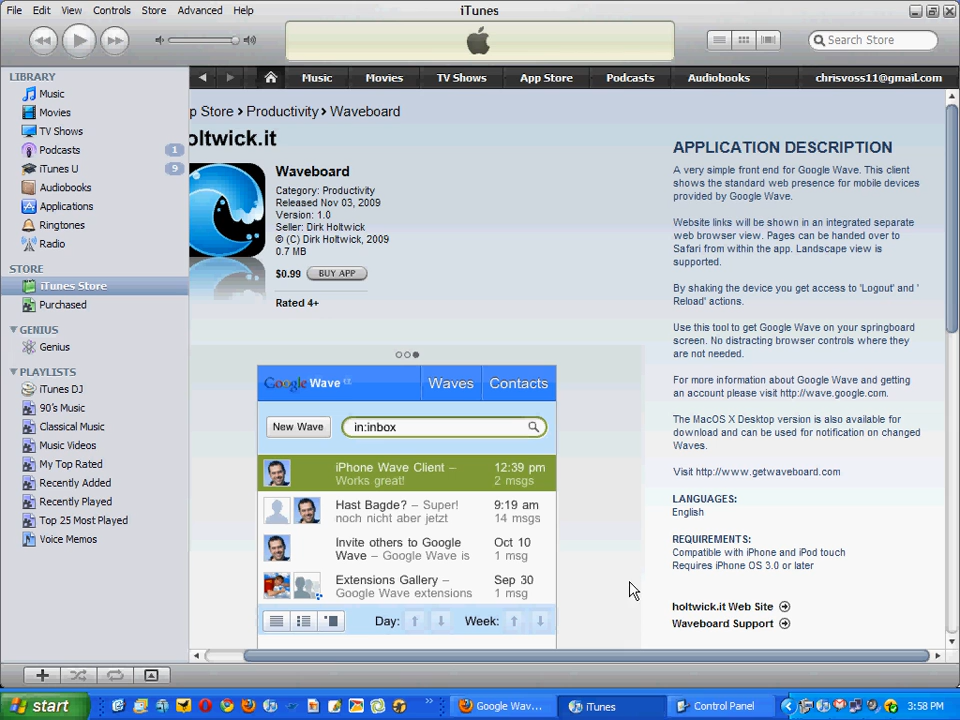 File Edit View Controls Store Advanced Help
iTunes
Search Store
LIBRARY
Music
Movies
TV Shows
Podcasts 1
iTunes U 9
Audiobooks
Applications
Ringtones
Radio
STORE
iTunes Store
Purchased
GENIUS
Genius
PLAYLISTS
iTunes DJ
90's Music
Classical Music
Music Videos
My Top Rated
Recently Added
Recently Played
Top 25 Most Played
Voice Memos
Music Movies TV Shows App Store Podcasts Audiobooks chrisvoss11@gmail.com
p Store > Productivity > Waveboard
oltwick.it
Waveboard
Category: Productivity
Released Nov 03, 2009
Version: 1.0
Seller: Dirk Holtwick
© (C) Dirk Holtwick, 2009
0.7 MB
$0.99 BUY APP
Rated 4+
Google Wave
Waves
Contacts
New Wave
in:inbox
iPhone Wave Client – 12:39 pm
Works great! 2 msgs
Hast Bagde? – Super! 9:19 am
noch nicht aber jetzt 14 msgs
Invite others to Google Oct 10
Wave – Google Wave is 1 msg
Extensions Gallery – Sep 30
Google Wave extensions 1 msg
Day: Week:
APPLICATION DESCRIPTION
A very simple front end for Google Wave. This client
shows the standard web presence for mobile devices
provided by Google Wave.
Website links will be shown in an integrated separate
web browser view. Pages can be handed over to
Safari from within the app. Landscape view is
supported.
By shaking the device you get access to 'Logout' and '
Reload' actions.
Use this tool to get Google Wave on your springboard
screen. No distracting browser controls where they
are not needed.
For more information about Google Wave and getting
an account please visit http://wave.google.com.
The MacOS X Desktop version is also available for
download and can be used for notification on changed
Waves.
Visit http://www.getwaveboard.com
LANGUAGES:
English
REQUIREMENTS:
Compatible with iPhone and iPod touch
Requires iPhone OS 3.0 or later
holtwick.it Web Site
Waveboard Support
start
Google Wav...
iTunes
Control Panel
3:58 PM